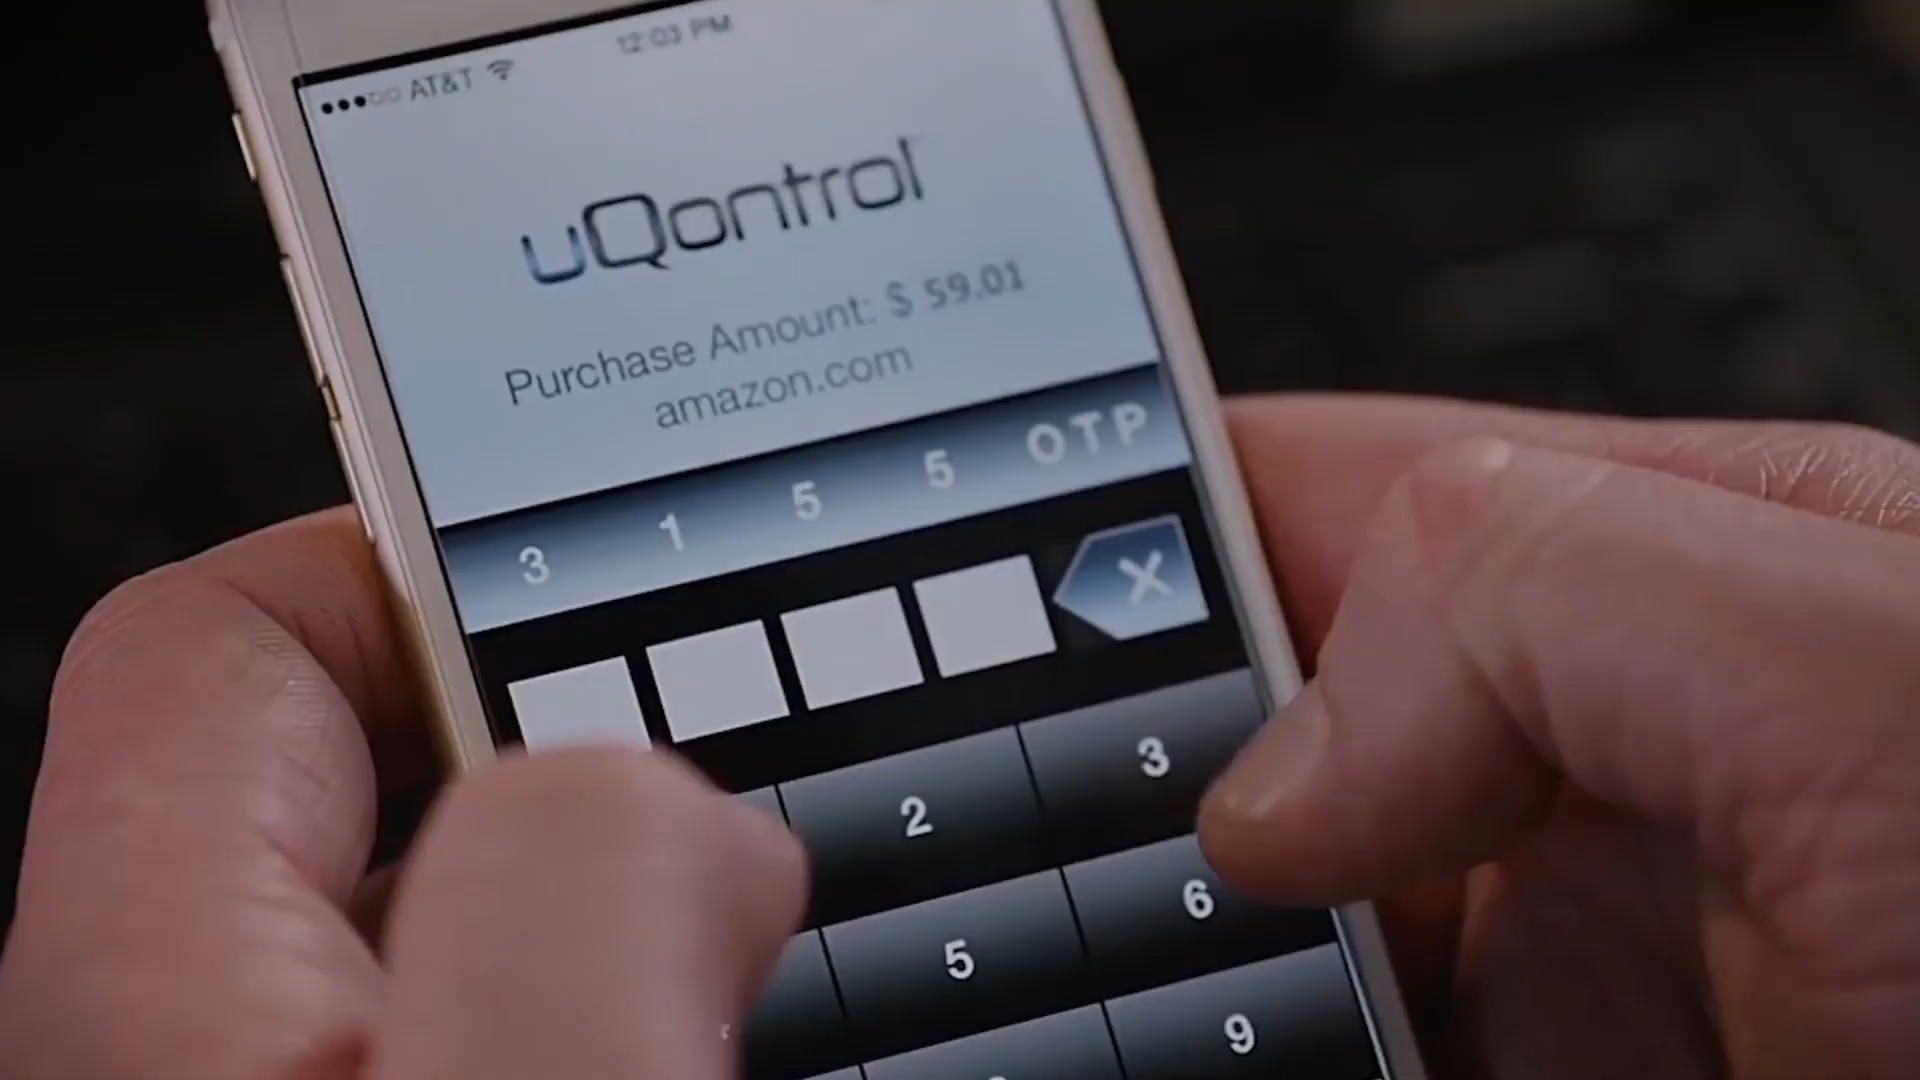 12:03 PM
AT&T
uQontrol
Purchase Amount: $ 59.01
amazon.com
3 1 5 5 OTP
X
2 3
5 6
9